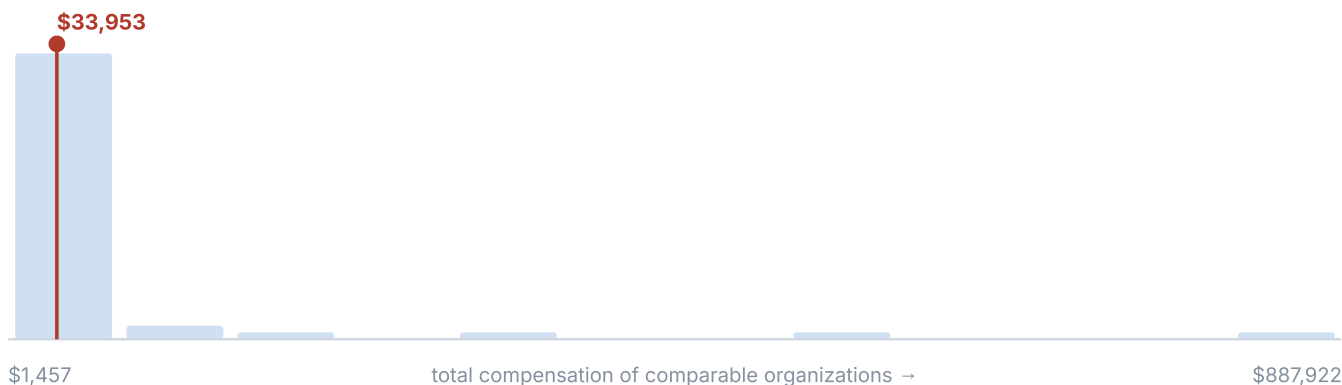 $33,953
$1,457 total compensation of comparable organizations → $887,922